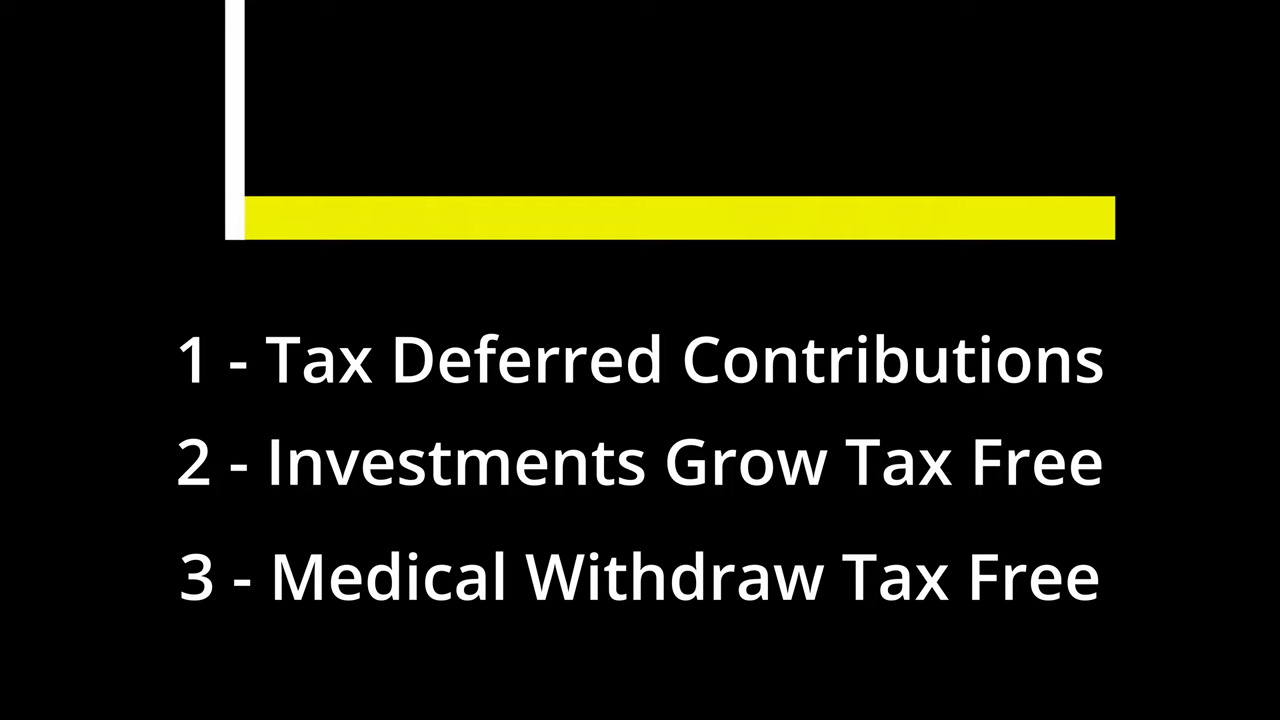 1 - Tax Deferred Contributions
2 - Investments Grow Tax Free
3 - Medical Withdraw Tax Free